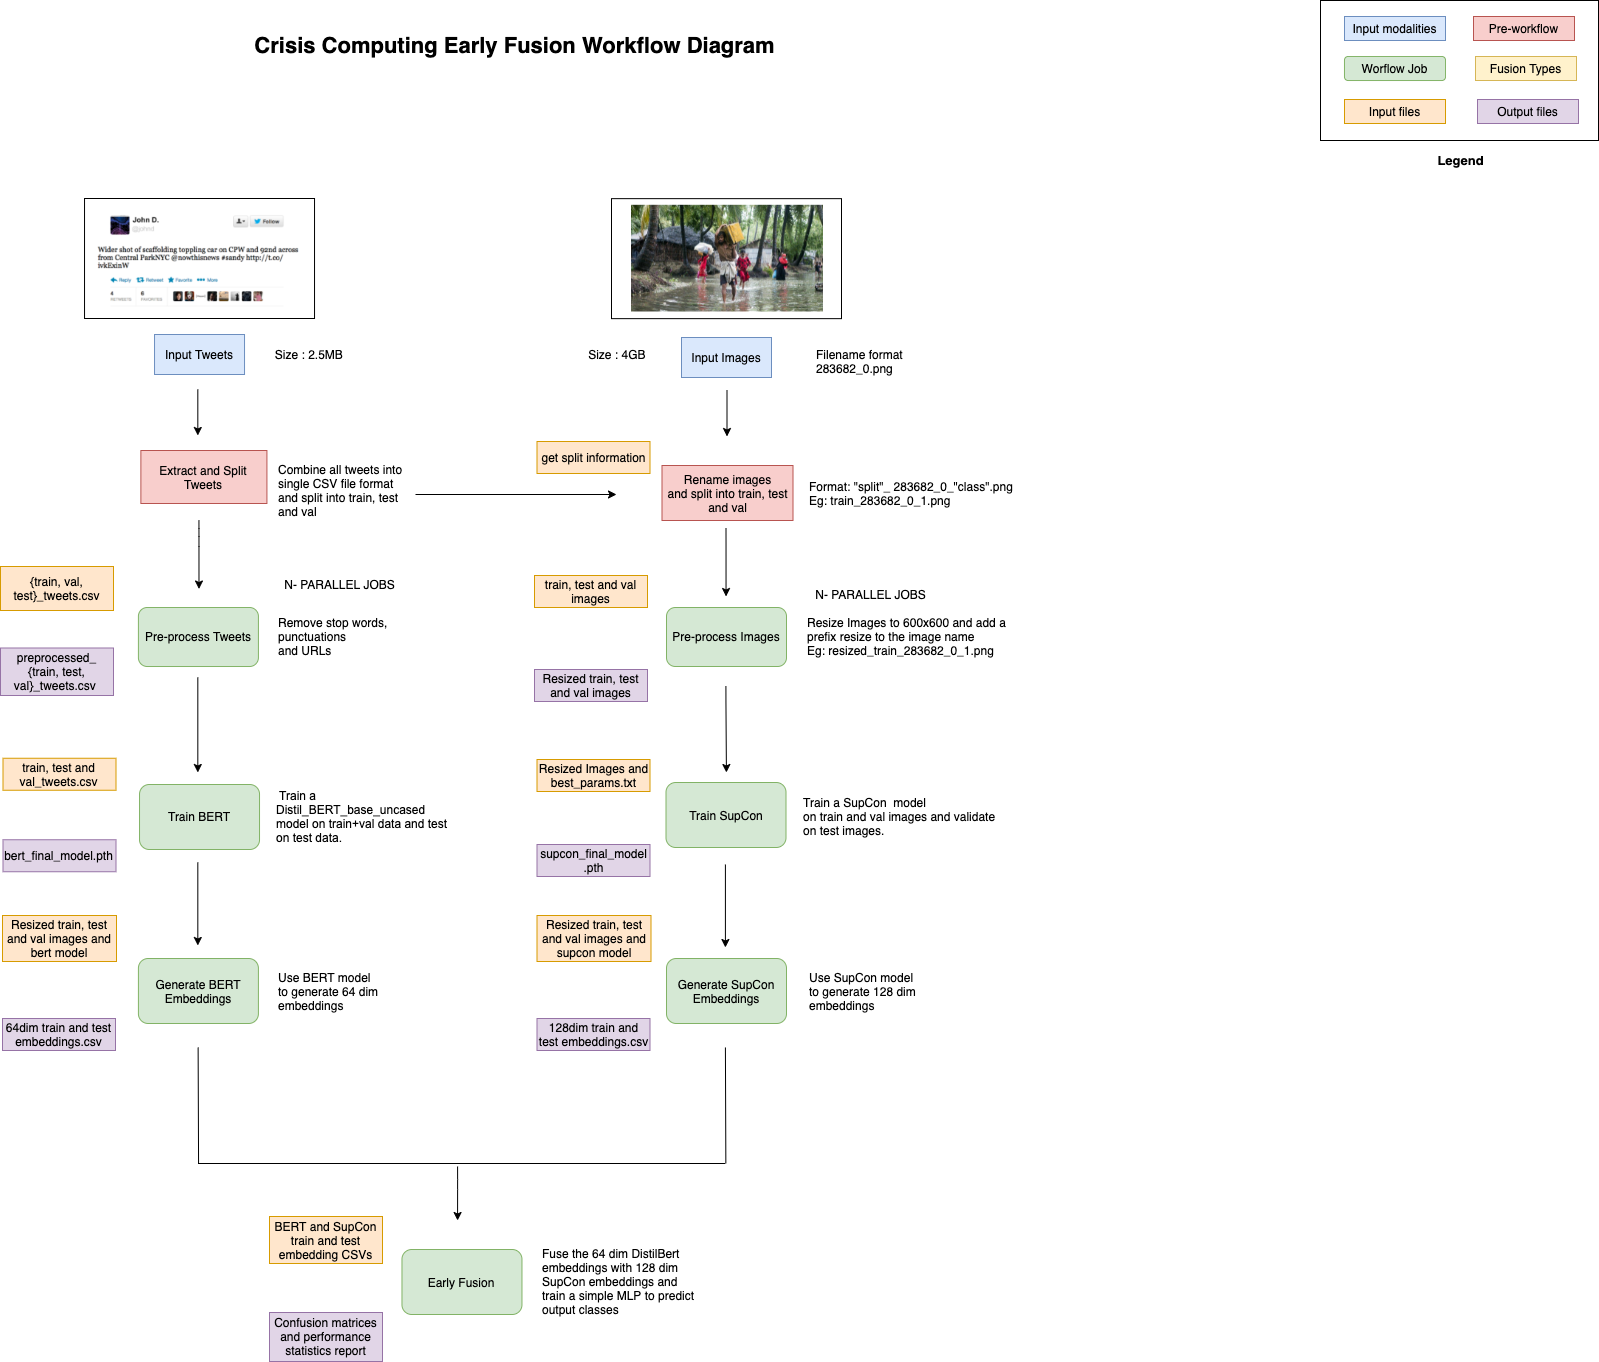 Crisis Computing Early Fusion Workflow Diagram
Input modalities
Pre-workflow
Worflow Job
Fusion Types
Input files
Output files
Legend
John D.
Follow
Wider shot of scaffolding toppling car on CPW and 92nd across
from Central ParkNYC @nowthisnews #sandy http://t.co/
ivkExinW
Reply Retweet Favorite More
4
RETWEETS
6
FAVORITES
Input Tweets
Size : 2.5MB
Size : 4GB
Input Images
Filename format
283682_0.png
Extract and Split
Tweets
Combine all tweets into
single CSV file format
and split into train, test
and val
get split information
Rename images
and split into train, test
and val
Format: "split"_ 283682_0_"class".png
Eg: train_283682_0_1.png
{train, val,
test}_tweets.csv
N- PARALLEL JOBS
Pre-process Tweets
Remove stop words,
punctuations
and URLs
preprocessed_
{train, test,
val}_tweets.csv
train, test and val
images
N- PARALLEL JOBS
Pre-process Images
Resize Images to 600x600 and add a
prefix resize to the image name
Eg: resized_train_283682_0_1.png
Resized train, test
and val images
train, test and
val_tweets.csv
Train BERT
Train a
Distil_BERT_base_uncased
model on train+val data and test
on test data.
bert_final_model.pth
Resized Images and
best_params.txt
Train SupCon
Train a SupCon  model
on train and val images and validate
on test images.
supcon_final_model
.pth
Resized train, test
and val images and
bert model
Generate BERT
Embeddings
Use BERT model
to generate 64 dim
embeddings
64dim train and test
embeddings.csv
Resized train, test
and val images and
supcon model
Generate SupCon
Embeddings
Use SupCon model
to generate 128 dim
embeddings
128dim train and
test embeddings.csv
BERT and SupCon
train and test
embedding CSVs
Early Fusion
Fuse the 64 dim DistilBert
embeddings with 128 dim
SupCon embeddings and
train a simple MLP to predict
output classes
Confusion matrices
and performance
statistics report